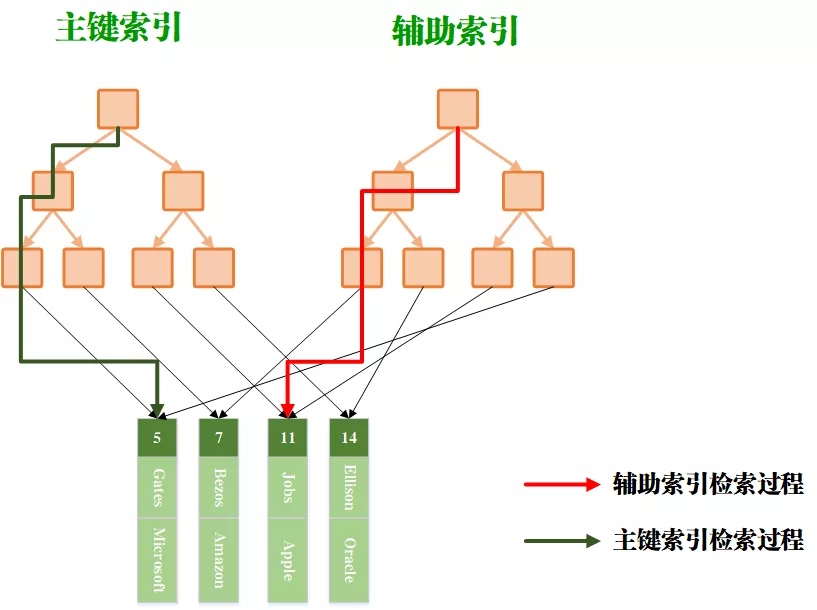 主键索引
辅助索引
5
7
11
14
Gates
Bezos
Jobs
Ellison
Microsoft
Amazon
Apple
Oracle
辅助索引检索过程
主键索引检索过程